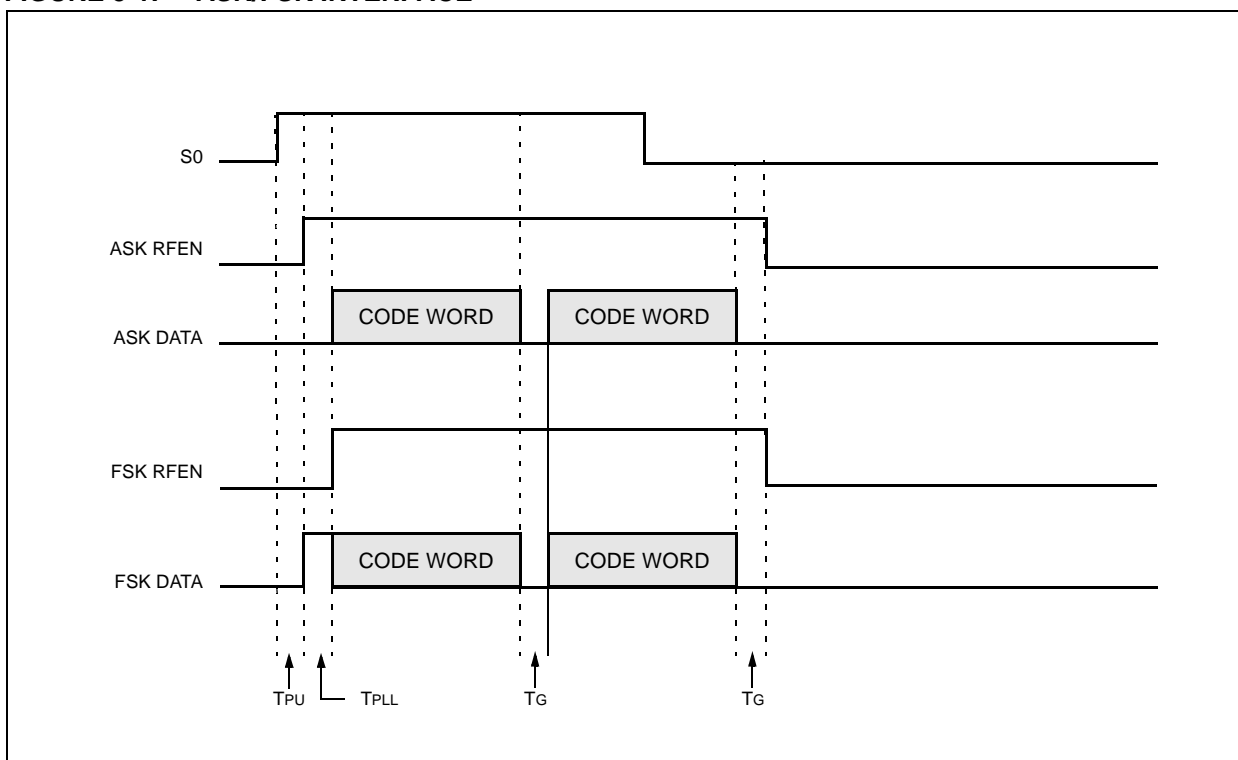 S0
ASK RFEN
CODE WORD CODE WORD
ASK DATA
FSK RFEN
CODE WORD CODE WORD
FSK DATA
TPU TPLL TG TG